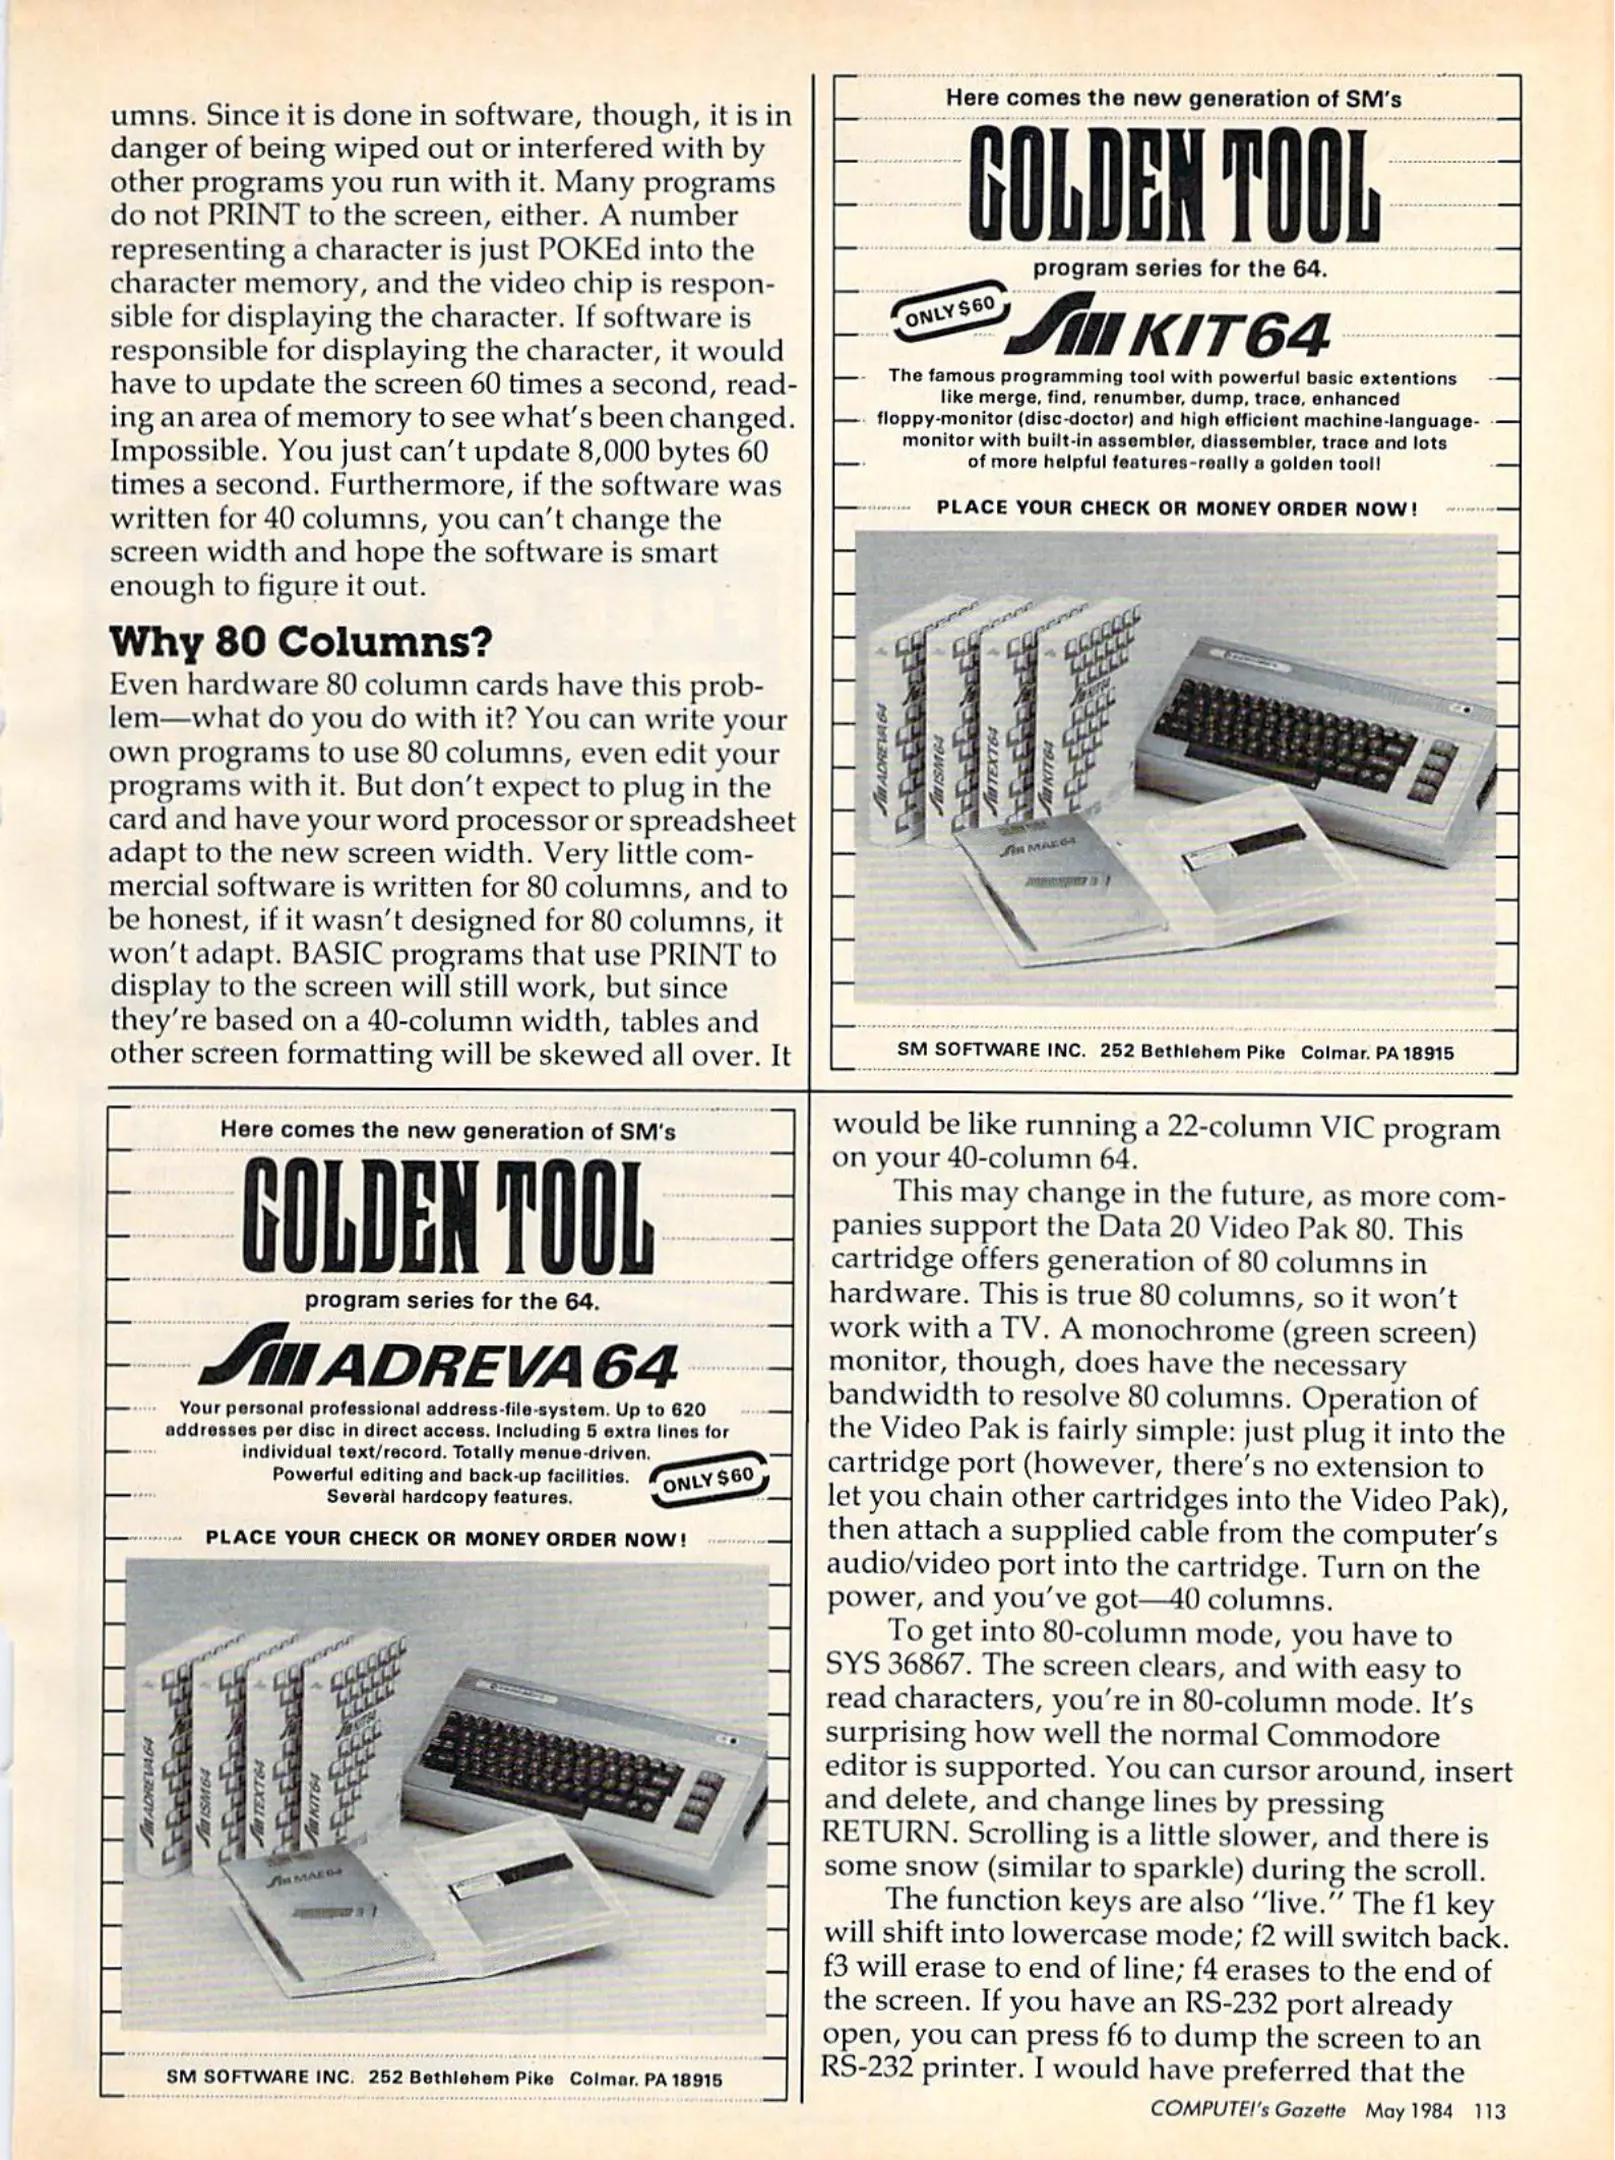 umns. Since it is done in software, though, it is in
danger of being wiped out or interfered with by
other programs you run with it. Many programs
do not PRINT to the screen, either. A number
representing a character is just POKEd into the
character memory, and the video chip is respon-
sible for displaying the character. If software is
responsible for displaying the character, it would
have to update the screen 60 times a second, read-
ing an area of memory to see what's been changed.
Impossible. You just can't update 8,000 bytes 60
times a second. Furthermore, if the software was
written for 40 columns, you can't change the
screen width and hope the software is smart
enough to figure it out.
Why 80 Columns?
Even hardware 80 column cards have this prob-
lem—what do you do with it? You can write your
own programs to use 80 columns, even edit your
programs with it. But don't expect to plug in the
card and have your word processor or spreadsheet
adapt to the new screen width. Very little com-
mercial software is written for 80 columns, and to
be honest, if it wasn't designed for 80 columns, it
won't adapt. BASIC programs that use PRINT to
display to the screen will still work, but since
they're based on a 40-column width, tables and
other screen formatting will be skewed all over. It
Here comes the new generation of SM's
GOLDEN TOOL
program series for the 64.
ONLY $60
SM KIT 64
The famous programming tool with powerful basic extentions
like merge, find, renumber, dump, trace, enhanced
floppy-monitor (disc-doctor) and high efficient machine-language-
monitor with built-in assembler, diassembler, trace and lots
of more helpful features-really a golden tool!
PLACE YOUR CHECK OR MONEY ORDER NOW!
SM ADREVA64
SM ISM64
SM TEXT64
SM KIT64
SM MAE64
SM SOFTWARE INC. 252 Bethlehem Pike Colmar. PA 18915
Here comes the new generation of SM's
GOLDEN TOOL
program series for the 64.
SM ADREVA 64
Your personal professional address-file-system. Up to 620
addresses per disc in direct access. Including 5 extra lines for
individual text/record. Totally menue-driven.
Powerful editing and back-up facilities.
Several hardcopy features.
ONLY $60
PLACE YOUR CHECK OR MONEY ORDER NOW!
SM ADREVA64
SM ISM64
SM TEXT64
SM KIT64
SM MAE64
SM SOFTWARE INC. 252 Bethlehem Pike Colmar. PA 18915
would be like running a 22-column VIC program
on your 40-column 64.
This may change in the future, as more com-
panies support the Data 20 Video Pak 80. This
cartridge offers generation of 80 columns in
hardware. This is true 80 columns, so it won't
work with a TV. A monochrome (green screen)
monitor, though, does have the necessary
bandwidth to resolve 80 columns. Operation of
the Video Pak is fairly simple: just plug it into the
cartridge port (however, there's no extension to
let you chain other cartridges into the Video Pak),
then attach a supplied cable from the computer's
audio/video port into the cartridge. Turn on the
power, and you've got—40 columns.
To get into 80-column mode, you have to
SYS 36867. The screen clears, and with easy to
read characters, you're in 80-column mode. It's
surprising how well the normal Commodore
editor is supported. You can cursor around, insert
and delete, and change lines by pressing
RETURN. Scrolling is a little slower, and there is
some snow (similar to sparkle) during the scroll.
The function keys are also "live." The f1 key
will shift into lowercase mode; f2 will switch back.
f3 will erase to end of line; f4 erases to the end of
the screen. If you have an RS-232 port already
open, you can press f6 to dump the screen to an
RS-232 printer. I would have preferred that the
COMPUTE!'s Gazette May 1984 113